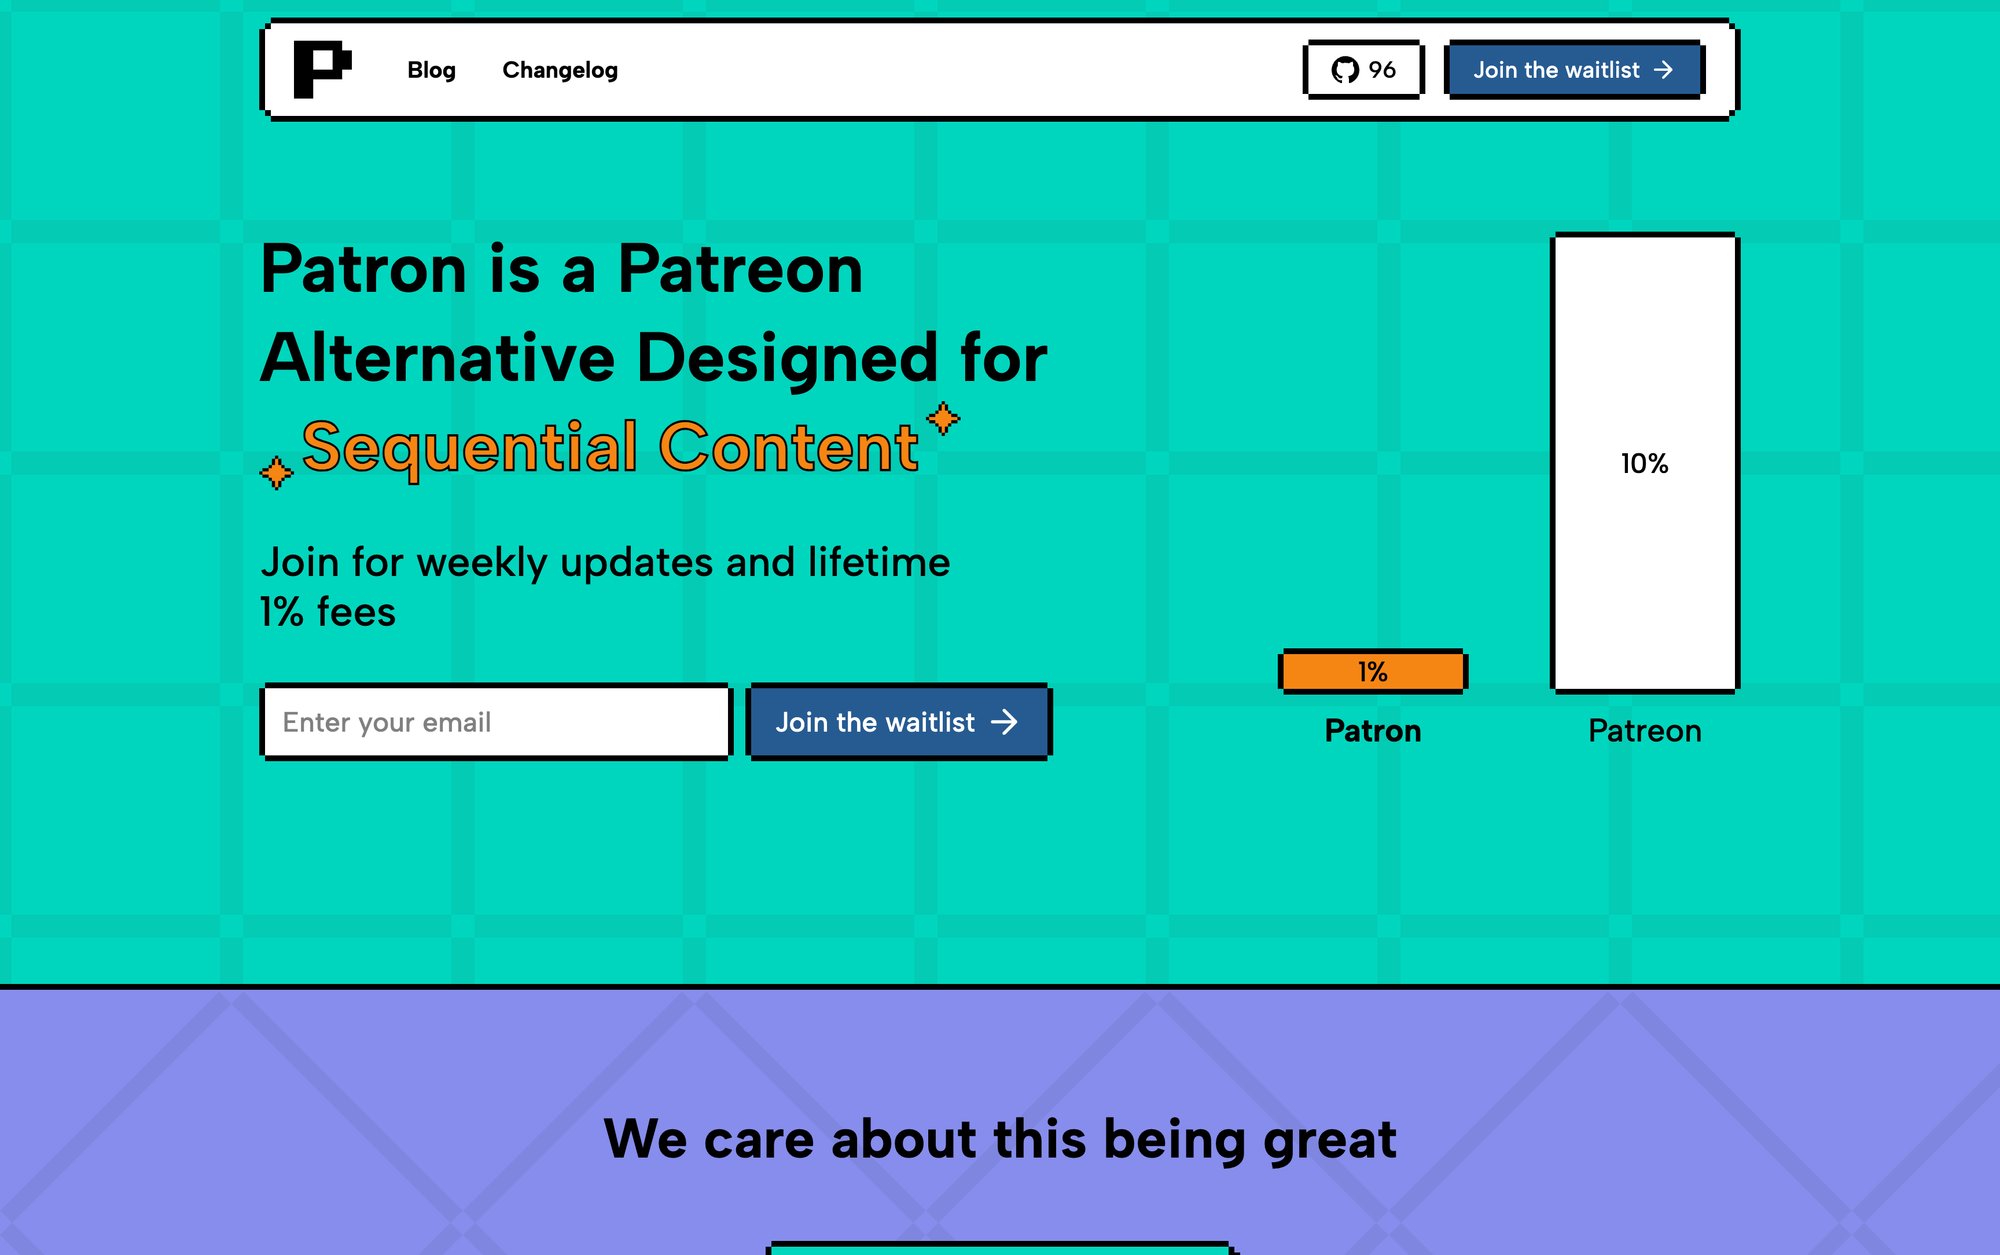 P
Blog
Changelog
96
Join the waitlist
Patron is a Patreon
Alternative Designed for
Sequential Content
Join for weekly updates and lifetime
1% fees
Enter your email
Join the waitlist
10%
1%
Patron
Patreon
We care about this being great